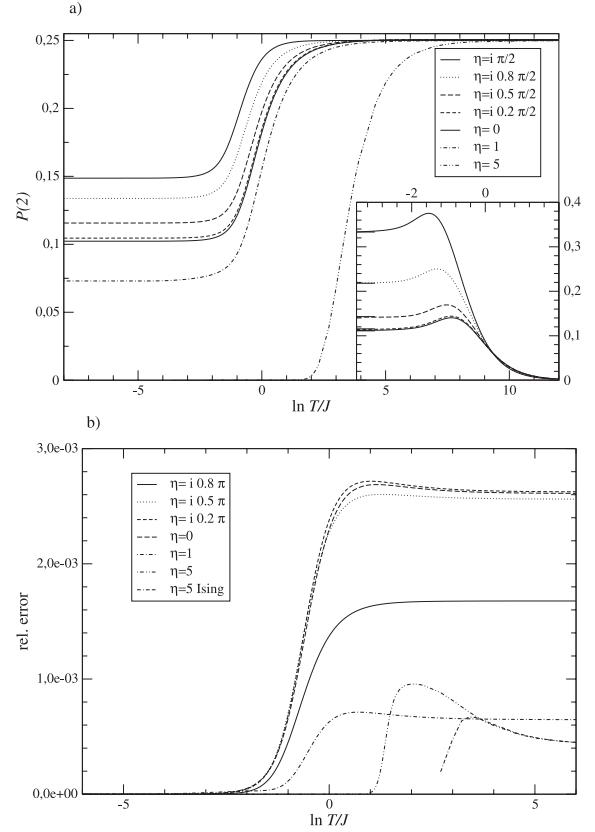 a)
0,25
0,2
0,15
0,1
0,05
0
P(2)
η=i π/2
η=i 0.8 π/2
η=i 0.5 π/2
η=i 0.2 π/2
η= 0
η= 1
η= 5
-2 0
0,4
0,3
0,2
0,1
0
-5 0 5 10
ln T/J
b)
3,0e-03
2,0e-03
1,0e-03
0,0e+00
rel. error
η= i 0.8 π
η= i 0.5 π
η= i 0.2 π
η=0
η=1
η=5
η=5 Ising
-5 0 5
ln T/J